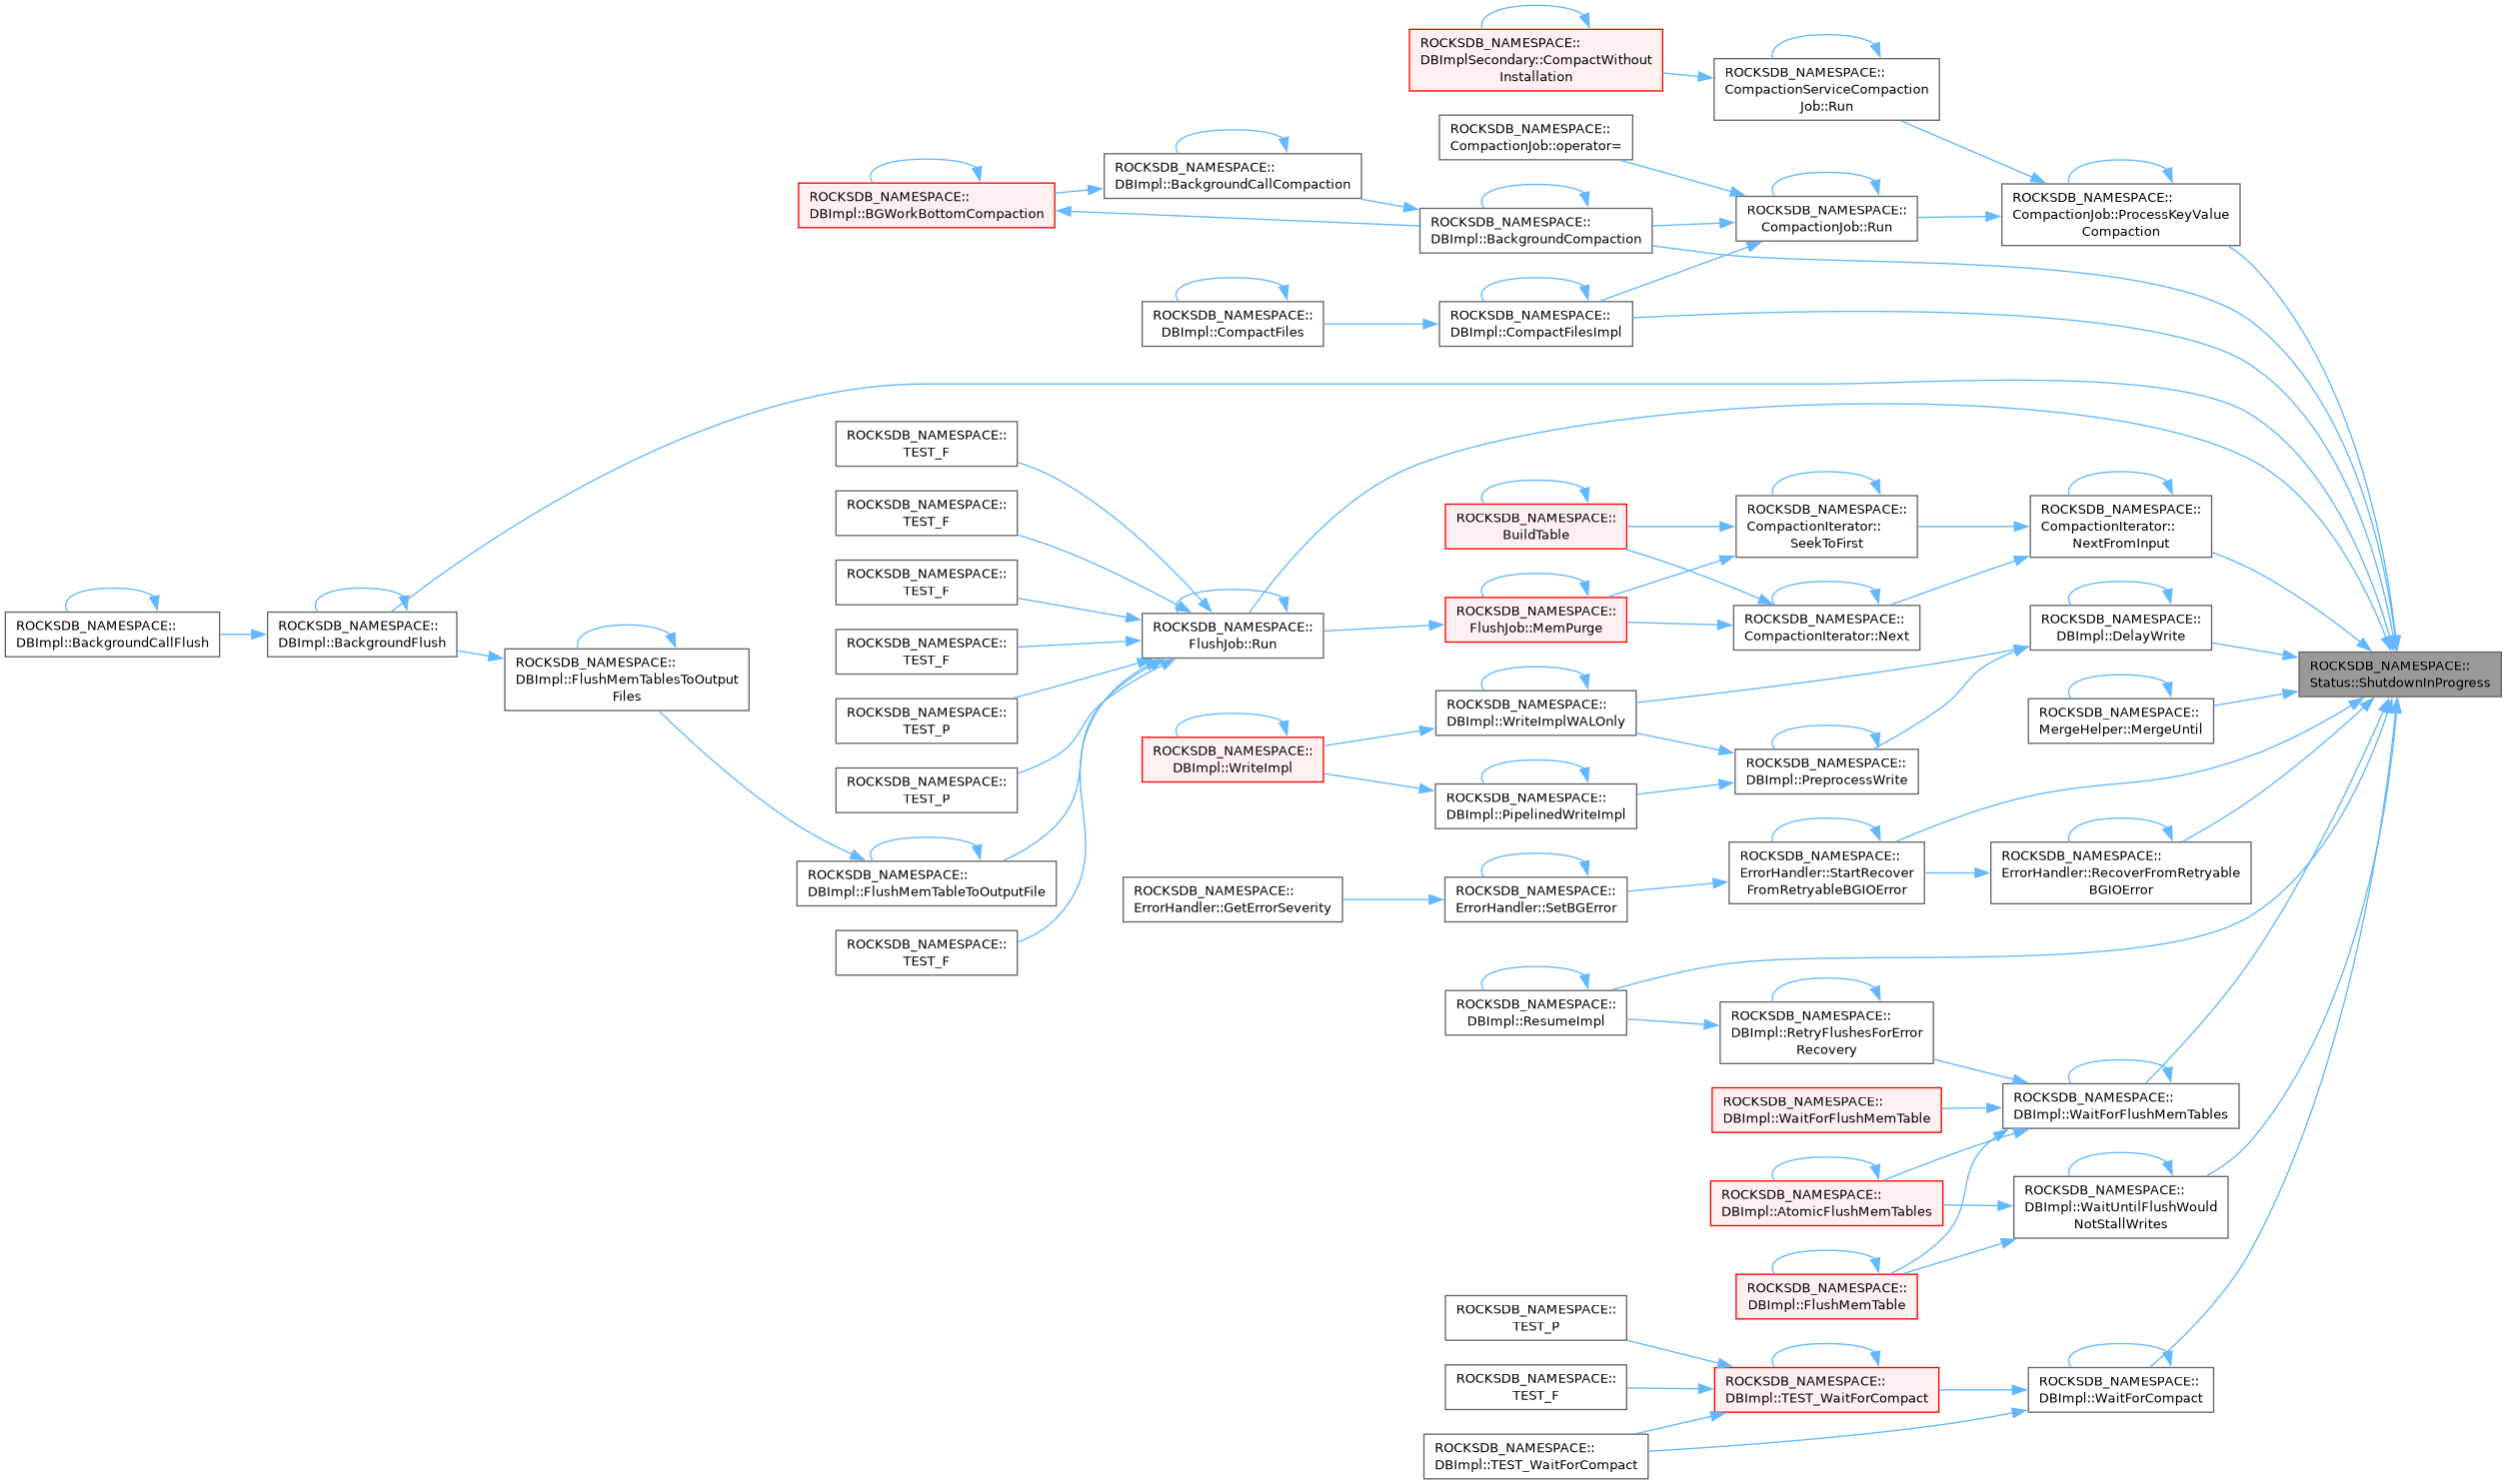 ROCKSDB_NAMESPACE::
DBImplSecondary::CompactWithout
Installation
ROCKSDB_NAMESPACE::
CompactionServiceCompaction
Job::Run
ROCKSDB_NAMESPACE::
CompactionJob::operator=
ROCKSDB_NAMESPACE::
DBImpl::BackgroundCallCompaction
ROCKSDB_NAMESPACE::
DBImpl::BGWorkBottomCompaction
ROCKSDB_NAMESPACE::
DBImpl::BackgroundCompaction
ROCKSDB_NAMESPACE::
CompactionJob::Run
ROCKSDB_NAMESPACE::
CompactionJob::ProcessKeyValue
Compaction
ROCKSDB_NAMESPACE::
DBImpl::CompactFiles
ROCKSDB_NAMESPACE::
DBImpl::CompactFilesImpl
ROCKSDB_NAMESPACE::
TEST_F
ROCKSDB_NAMESPACE::
TEST_F
ROCKSDB_NAMESPACE::
BuildTable
ROCKSDB_NAMESPACE::
CompactionIterator::
SeekToFirst
ROCKSDB_NAMESPACE::
CompactionIterator::
NextFromInput
ROCKSDB_NAMESPACE::
TEST_F
ROCKSDB_NAMESPACE::
DBImpl::BackgroundCallFlush
ROCKSDB_NAMESPACE::
DBImpl::BackgroundFlush
ROCKSDB_NAMESPACE::
DBImpl::FlushMemTablesToOutput
Files
ROCKSDB_NAMESPACE::
TEST_F
ROCKSDB_NAMESPACE::
FlushJob::Run
ROCKSDB_NAMESPACE::
FlushJob::MemPurge
ROCKSDB_NAMESPACE::
CompactionIterator::Next
ROCKSDB_NAMESPACE::
DBImpl::DelayWrite
ROCKSDB_NAMESPACE::
Status::ShutdownInProgress
ROCKSDB_NAMESPACE::
TEST_P
ROCKSDB_NAMESPACE::
DBImpl::WriteImplWALOnly
ROCKSDB_NAMESPACE::
MergeHelper::MergeUntil
ROCKSDB_NAMESPACE::
DBImpl::WriteImpl
ROCKSDB_NAMESPACE::
DBImpl::PreprocessWrite
ROCKSDB_NAMESPACE::
TEST_P
ROCKSDB_NAMESPACE::
DBImpl::PipelinedWriteImpl
ROCKSDB_NAMESPACE::
DBImpl::FlushMemTableToOutputFile
ROCKSDB_NAMESPACE::
ErrorHandler::GetErrorSeverity
ROCKSDB_NAMESPACE::
ErrorHandler::SetBGError
ROCKSDB_NAMESPACE::
ErrorHandler::StartRecover
FromRetryableBGIOError
ROCKSDB_NAMESPACE::
ErrorHandler::RecoverFromRetryable
BGIOError
ROCKSDB_NAMESPACE::
TEST_F
ROCKSDB_NAMESPACE::
DBImpl::ResumeImpl
ROCKSDB_NAMESPACE::
DBImpl::RetryFlushesForError
Recovery
ROCKSDB_NAMESPACE::
DBImpl::WaitForFlushMemTable
ROCKSDB_NAMESPACE::
DBImpl::WaitForFlushMemTables
ROCKSDB_NAMESPACE::
DBImpl::AtomicFlushMemTables
ROCKSDB_NAMESPACE::
DBImpl::WaitUntilFlushWould
NotStallWrites
ROCKSDB_NAMESPACE::
DBImpl::FlushMemTable
ROCKSDB_NAMESPACE::
TEST_P
ROCKSDB_NAMESPACE::
TEST_F
ROCKSDB_NAMESPACE::
DBImpl::TEST_WaitForCompact
ROCKSDB_NAMESPACE::
DBImpl::WaitForCompact
ROCKSDB_NAMESPACE::
DBImpl::TEST_WaitForCompact